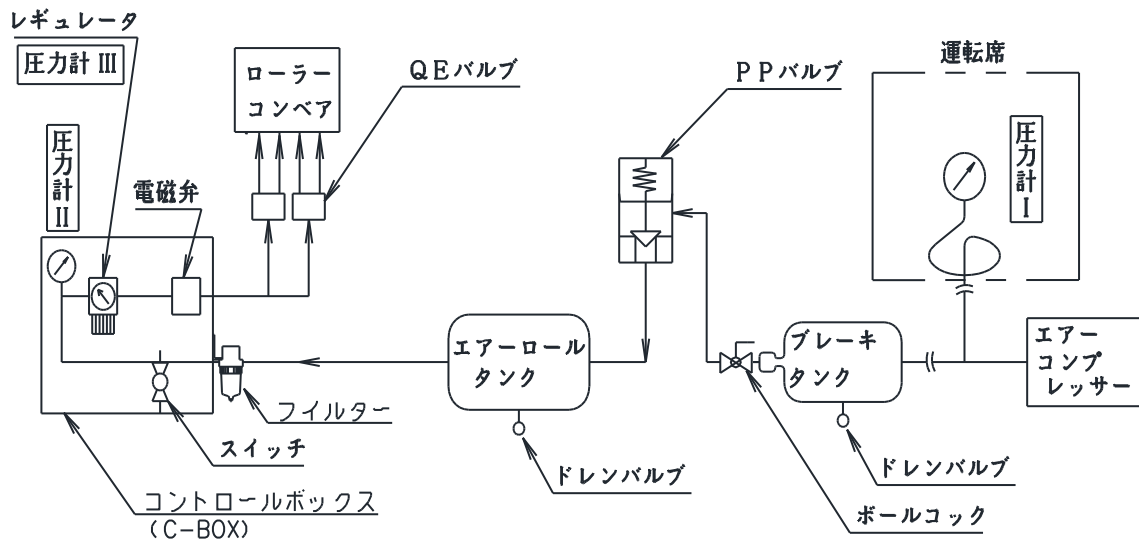 レギュレータ
圧力計 III
ローラー
コンベア
QEバルブ
PPバルブ
運転席
圧力計 I
圧力計 II
電磁弁
エアーロール
タンク
ブレーキ
タンク
エアー
コンプ
レッサー
フイルター
スイッチ
ドレンバルブ
ドレンバルブ
コントロールボックス
(C-BOX)
ボールコック